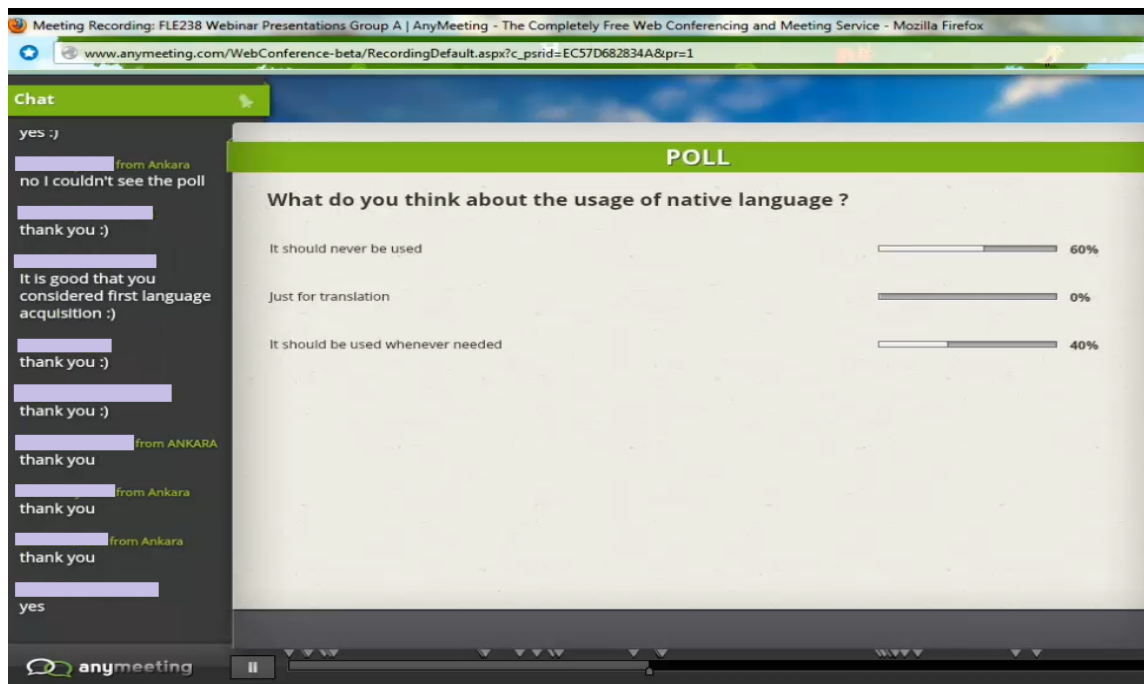 Meeting Recording: FLE238 Webinar Presentations Group A | AnyMeeting - The Completely Free Web Conferencing and Meeting Service - Mozilla Firefox
www.anymeeting.com/WebConference-beta/RecordingDefault.aspx?c_psrid=EC57D682834A&pr=1
Chat
yes :)
from Ankara
no I couldn't see the poll
thank you :)
It is good that you
considered first language
acquisition :)
thank you :)
thank you :)
from ANKARA
thank you
from Ankara
thank you
from Ankara
thank you
yes
anymeeting
POLL
What do you think about the usage of native language ?
It should never be used 60%
Just for translation 0%
It should be used whenever needed 40%